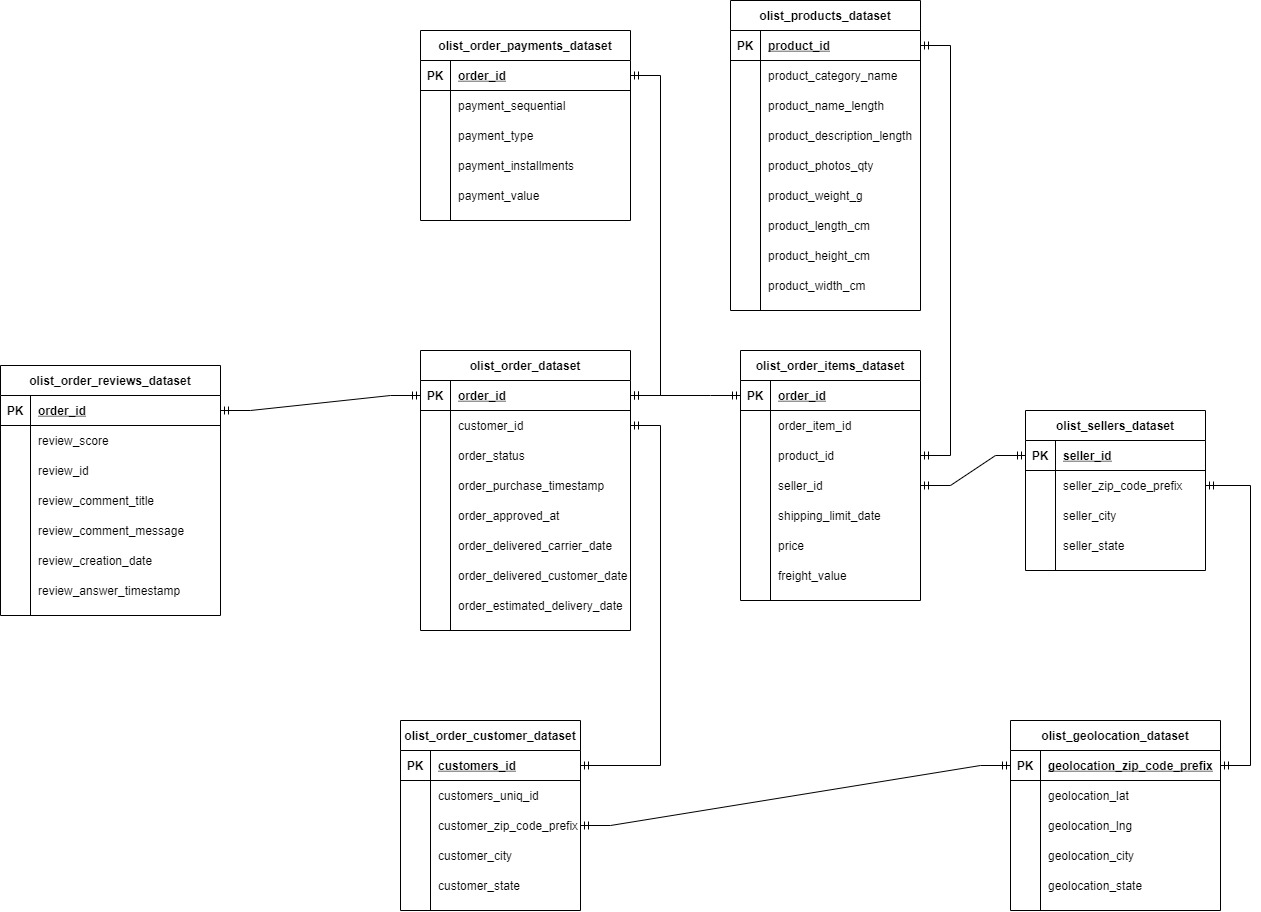 olist_products_dataset
PK product_id
product_category_name
product_name_length
product_description_length
product_photos_qty
product_weight_g
product_length_cm
product_height_cm
product_width_cm
olist_order_payments_dataset
PK order_id
payment_sequential
payment_type
payment_installments
payment_value
olist_order_reviews_dataset
PK order_id
review_score
review_id
review_comment_title
review_comment_message
review_creation_date
review_answer_timestamp
olist_order_dataset
PK order_id
customer_id
order_status
order_purchase_timestamp
order_approved_at
order_delivered_carrier_date
order_delivered_customer_date
order_estimated_delivery_date
olist_order_items_dataset
PK order_id
order_item_id
product_id
seller_id
shipping_limit_date
price
freight_value
olist_sellers_dataset
PK seller_id
seller_zip_code_prefix
seller_city
seller_state
olist_order_customer_dataset
PK customers_id
customers_uniq_id
customer_zip_code_prefix
customer_city
customer_state
olist_geolocation_dataset
PK geolocation_zip_code_prefix
geolocation_lat
geolocation_lng
geolocation_city
geolocation_state